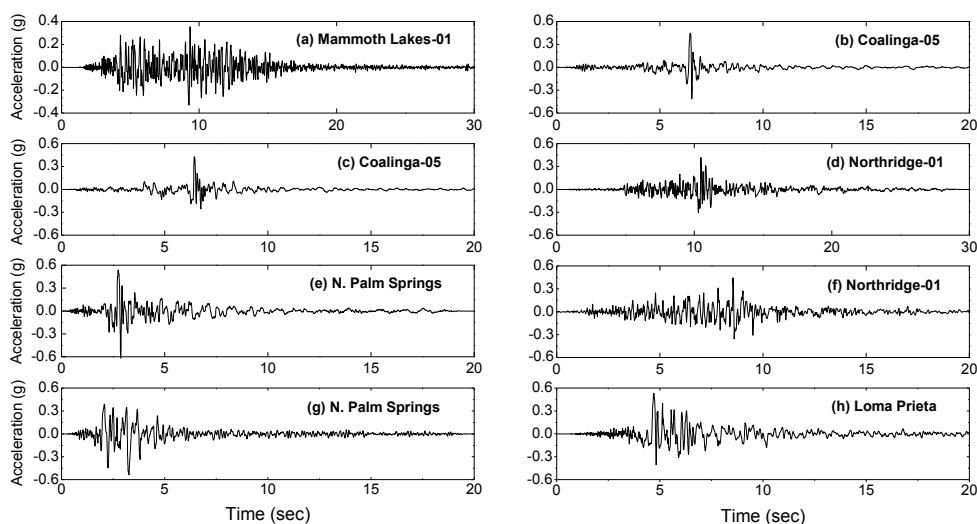 Acceleration (g)
0.4
0.2
0.0
-0.2
-0.4
(a) Mammoth Lakes-01
0 10 20 30
0.6
0.3
0.0
-0.3
-0.6
(b) Coalinga-05
0 5 10 15 20
Acceleration (g)
0.6
0.3
0.0
-0.3
-0.6
(c) Coalinga-05
0 5 10 15 20
0.6
0.3
0.0
-0.3
-0.6
(d) Northridge-01
0 10 20 30
Acceleration (g)
0.6
0.3
0.0
-0.3
-0.6
(e) N. Palm Springs
0 5 10 15 20
0.6
0.3
0.0
-0.3
-0.6
(f) Northridge-01
0 5 10 15 20
Acceleration (g)
0.6
0.3
0.0
-0.3
-0.6
(g) N. Palm Springs
0 5 10 15 20
Time (sec)
0.6
0.3
0.0
-0.3
-0.6
(h) Loma Prieta
0 5 10 15 20
Time (sec)